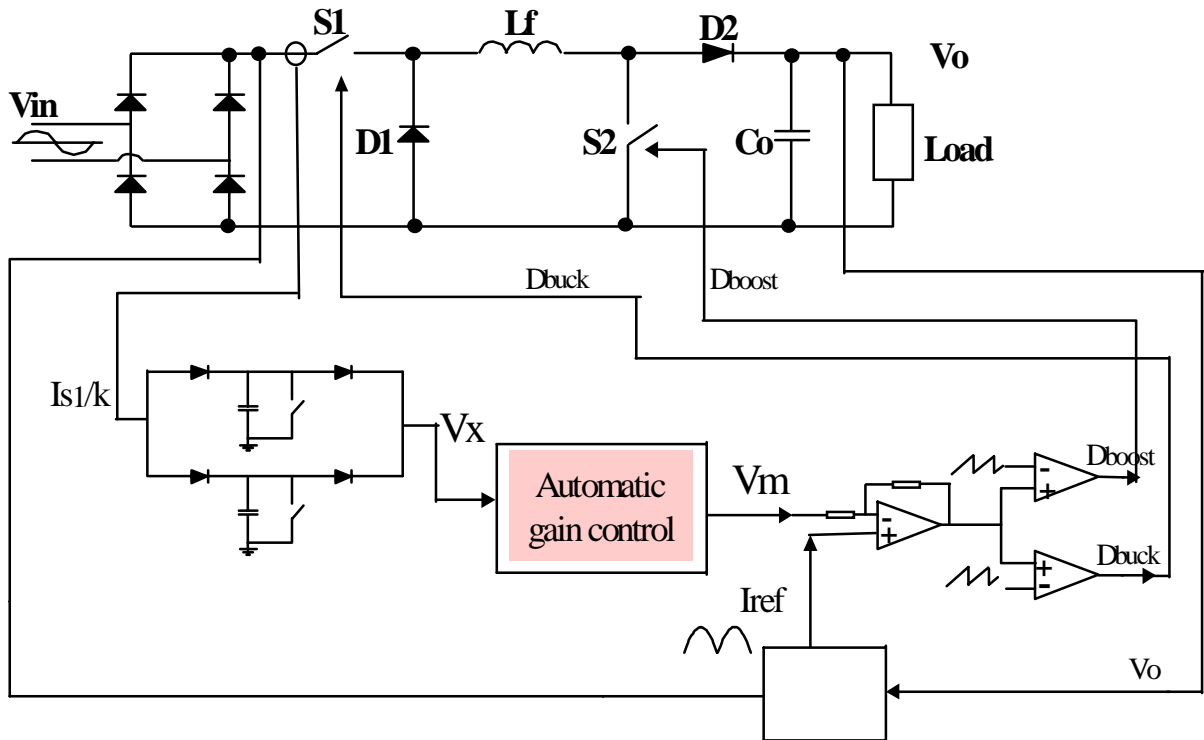 S1
Lf
D2
Vo
Vin
D1
S2
Co
Load
Dbuck
Dboost
Is1/k
Vx
Automatic
gain control
Vm
-
+
-
+
Dboost
+
-
Dbuck
Iref
Vo